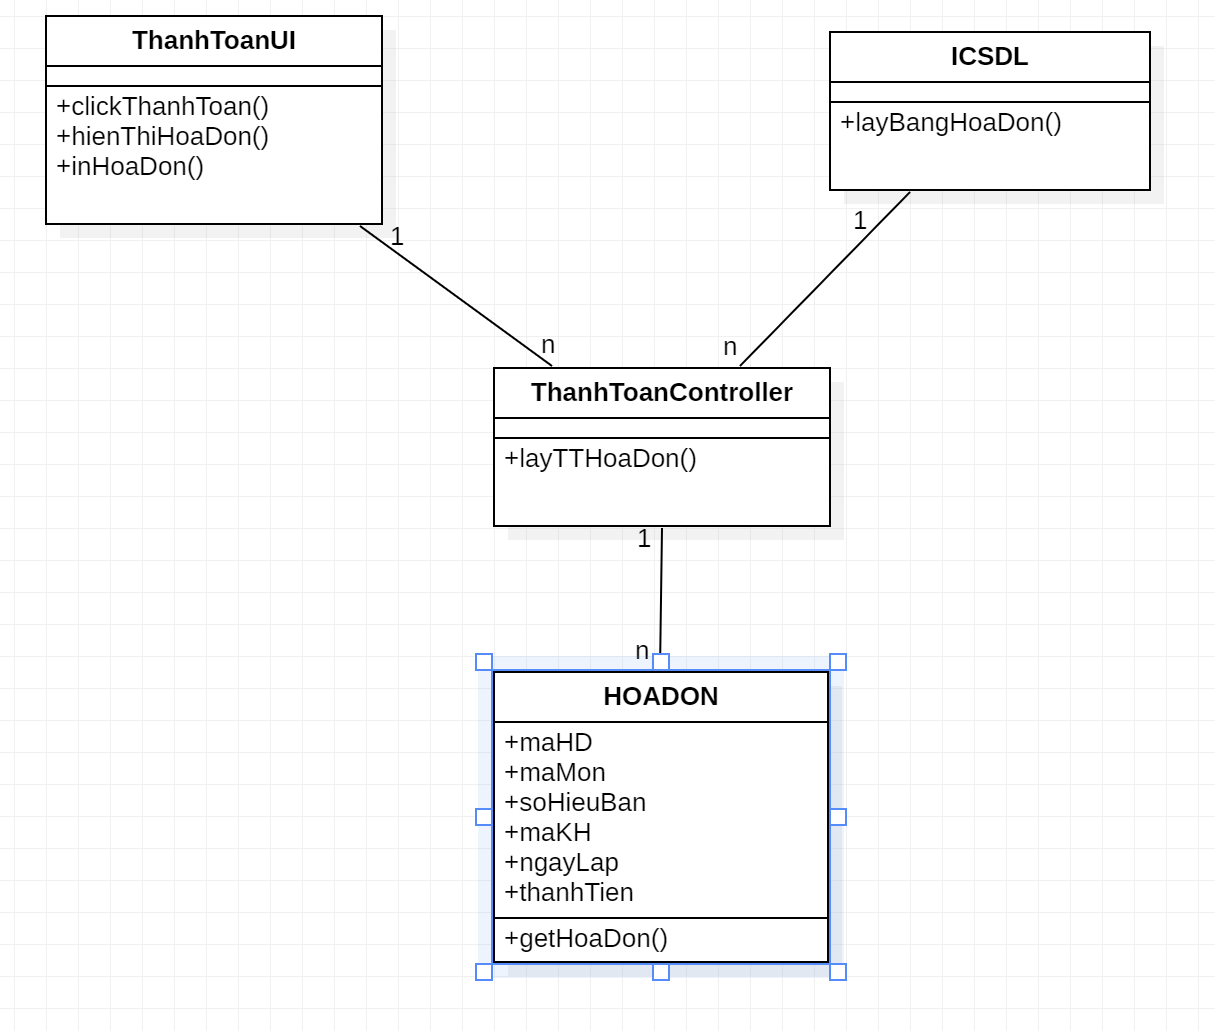 ThanhToanUI
+clickThanhToan()
+hienThiHoaDon()
+inHoaDon()
ICSDL
+layBangHoaDon()
1
1
n
n
ThanhToanController
+layTTHoaDon()
1
n
HOADON
+maHD
+maMon
+soHieuBan
+maKH
+ngayLap
+thanhTien
+getHoaDon()